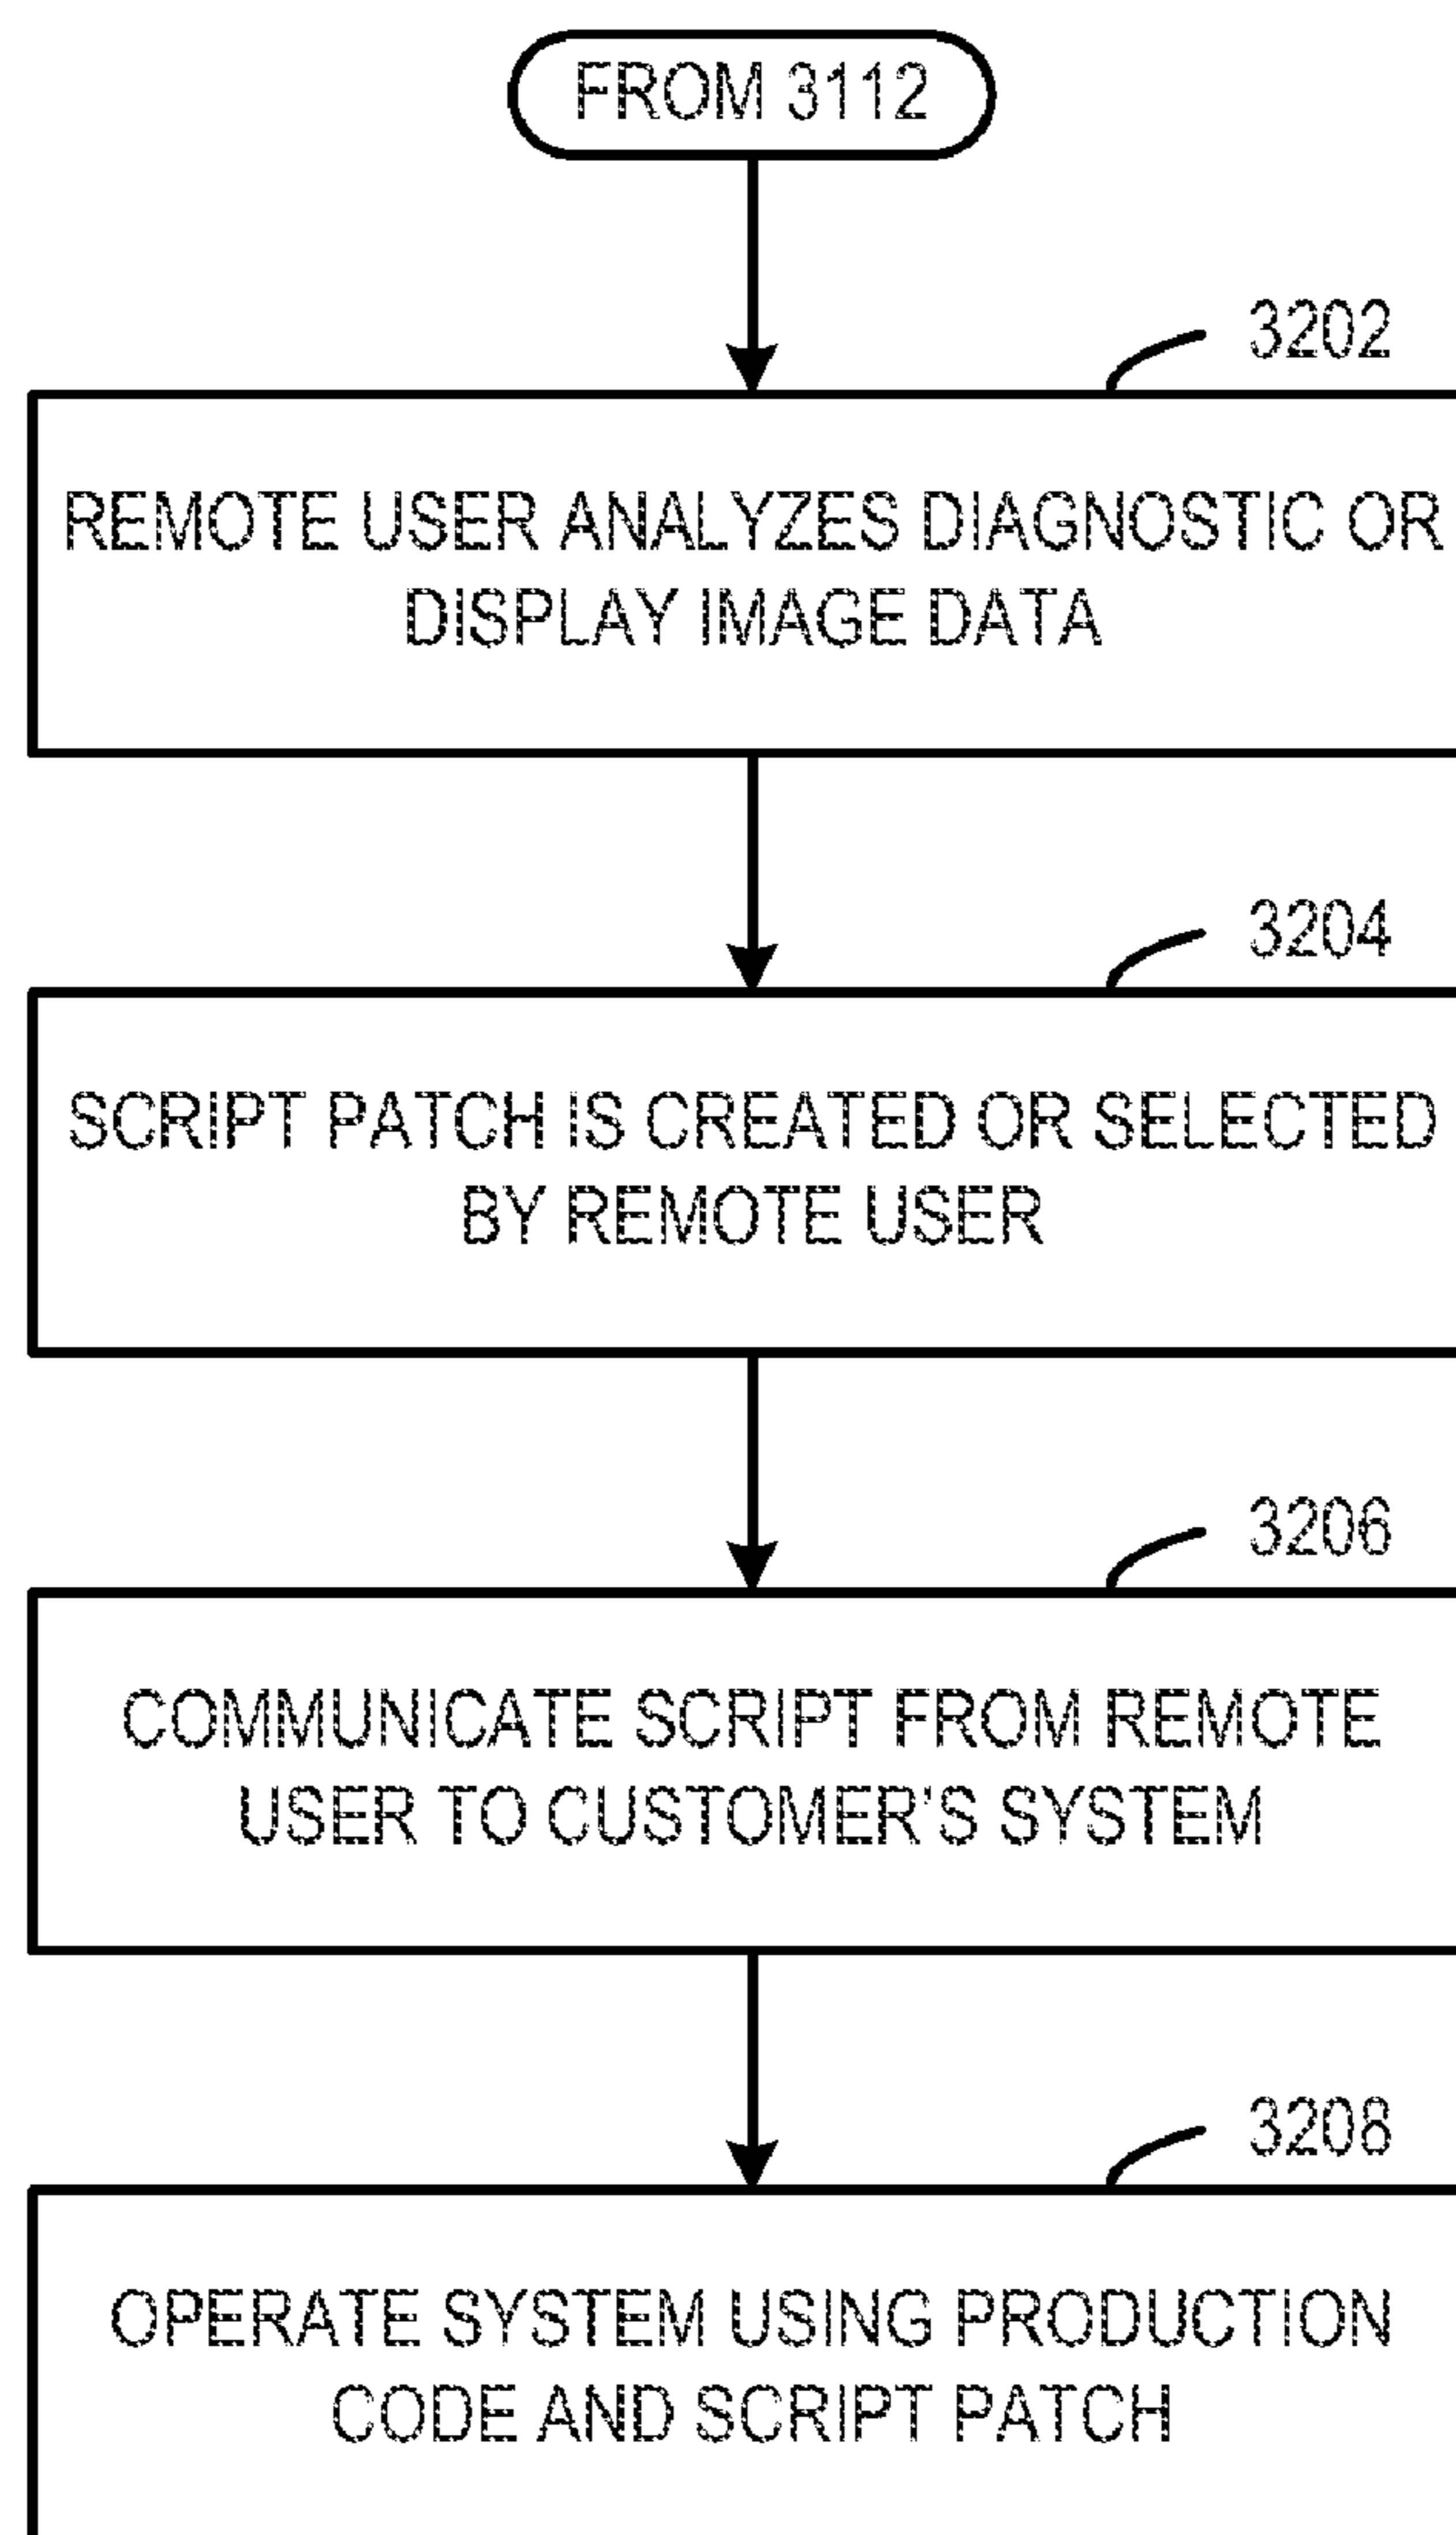 FROM 3112
3202
REMOTE USER ANALYZES DIAGNOSTIC OR
DISPLAY IMAGE DATA
3204
SCRIPT PATCH IS CREATED OR SELECTED
BY REMOTE USER
3206
COMMUNICATE SCRIPT FROM REMOTE
USER TO CUSTOMER'S SYSTEM
3208
OPERATE SYSTEM USING PRODUCTION
CODE AND SCRIPT PATCH